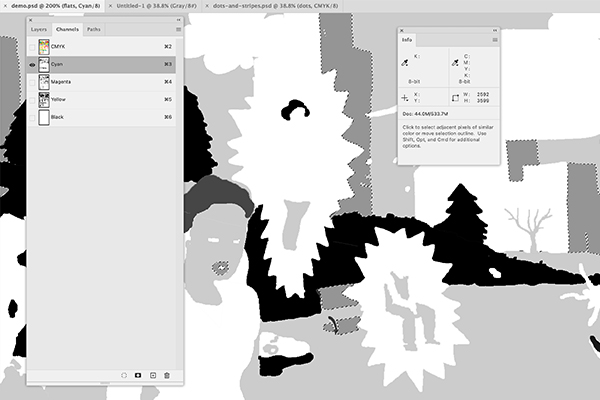 × demo.psd @ 200% (flats, Cyan/8)
× Untitled-1 @ 38.8% (Gray/8#)
× dots-and-stripes.psd @ 38.8% (dots, CMYK/8)
Layers Channels Paths
CMYK ⌘2
Cyan ⌘3
Magenta ⌘4
Yellow ⌘5
Black ⌘6
Info
K:
8-bit
C:
M:
Y:
K:
8-bit
X:
Y:
W: 2592
H: 3599
Doc: 44.0M/533.7M
Click to select adjacent pixels of similar
color or move selection outline. Use
Shift, Opt, and Cmd for additional
options.